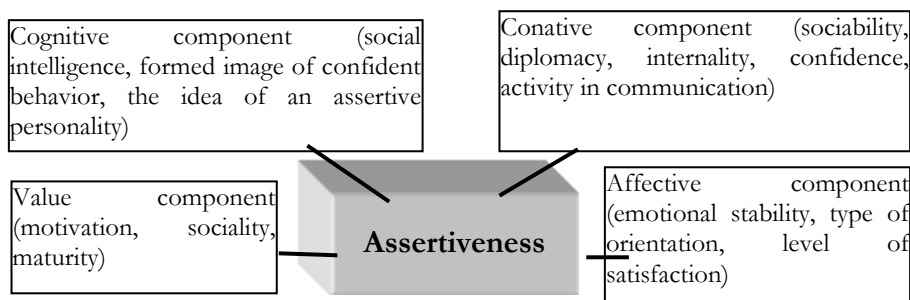 Cognitive component (social
intelligence, formed image of confident
behavior, the idea of an assertive
personality)
Conative component (sociability,
diplomacy, internality, confidence,
activity in communication)
Value component
(motivation, sociality,
maturity)
Assertiveness
Affective component
(emotional stability, type of
orientation, level of
satisfaction)